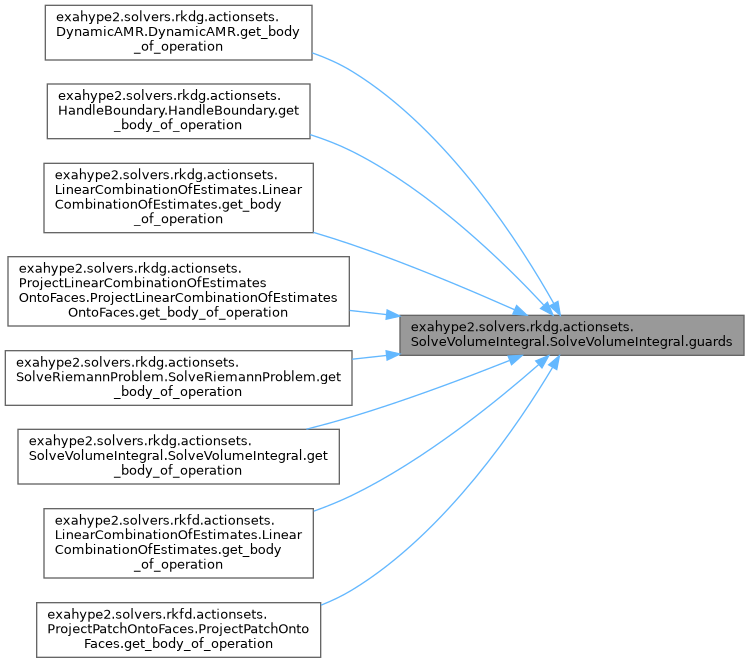 exahype2.solvers.rkdg.actionsets.
DynamicAMR.DynamicAMR.get_body
_of_operation
exahype2.solvers.rkdg.actionsets.
HandleBoundary.HandleBoundary.get
_body_of_operation
exahype2.solvers.rkdg.actionsets.
LinearCombinationOfEstimates.Linear
CombinationOfEstimates.get_body
_of_operation
exahype2.solvers.rkdg.actionsets.
ProjectLinearCombinationOfEstimates
OntoFaces.ProjectLinearCombinationOfEstimates
OntoFaces.get_body_of_operation
exahype2.solvers.rkdg.actionsets.
SolveVolumeIntegral.SolveVolumeIntegral.guards
exahype2.solvers.rkdg.actionsets.
SolveRiemannProblem.SolveRiemannProblem.get
_body_of_operation
exahype2.solvers.rkdg.actionsets.
SolveVolumeIntegral.SolveVolumeIntegral.get
_body_of_operation
exahype2.solvers.rkfd.actionsets.
LinearCombinationOfEstimates.Linear
CombinationOfEstimates.get_body
_of_operation
exahype2.solvers.rkfd.actionsets.
ProjectPatchOntoFaces.ProjectPatchOnto
Faces.get_body_of_operation